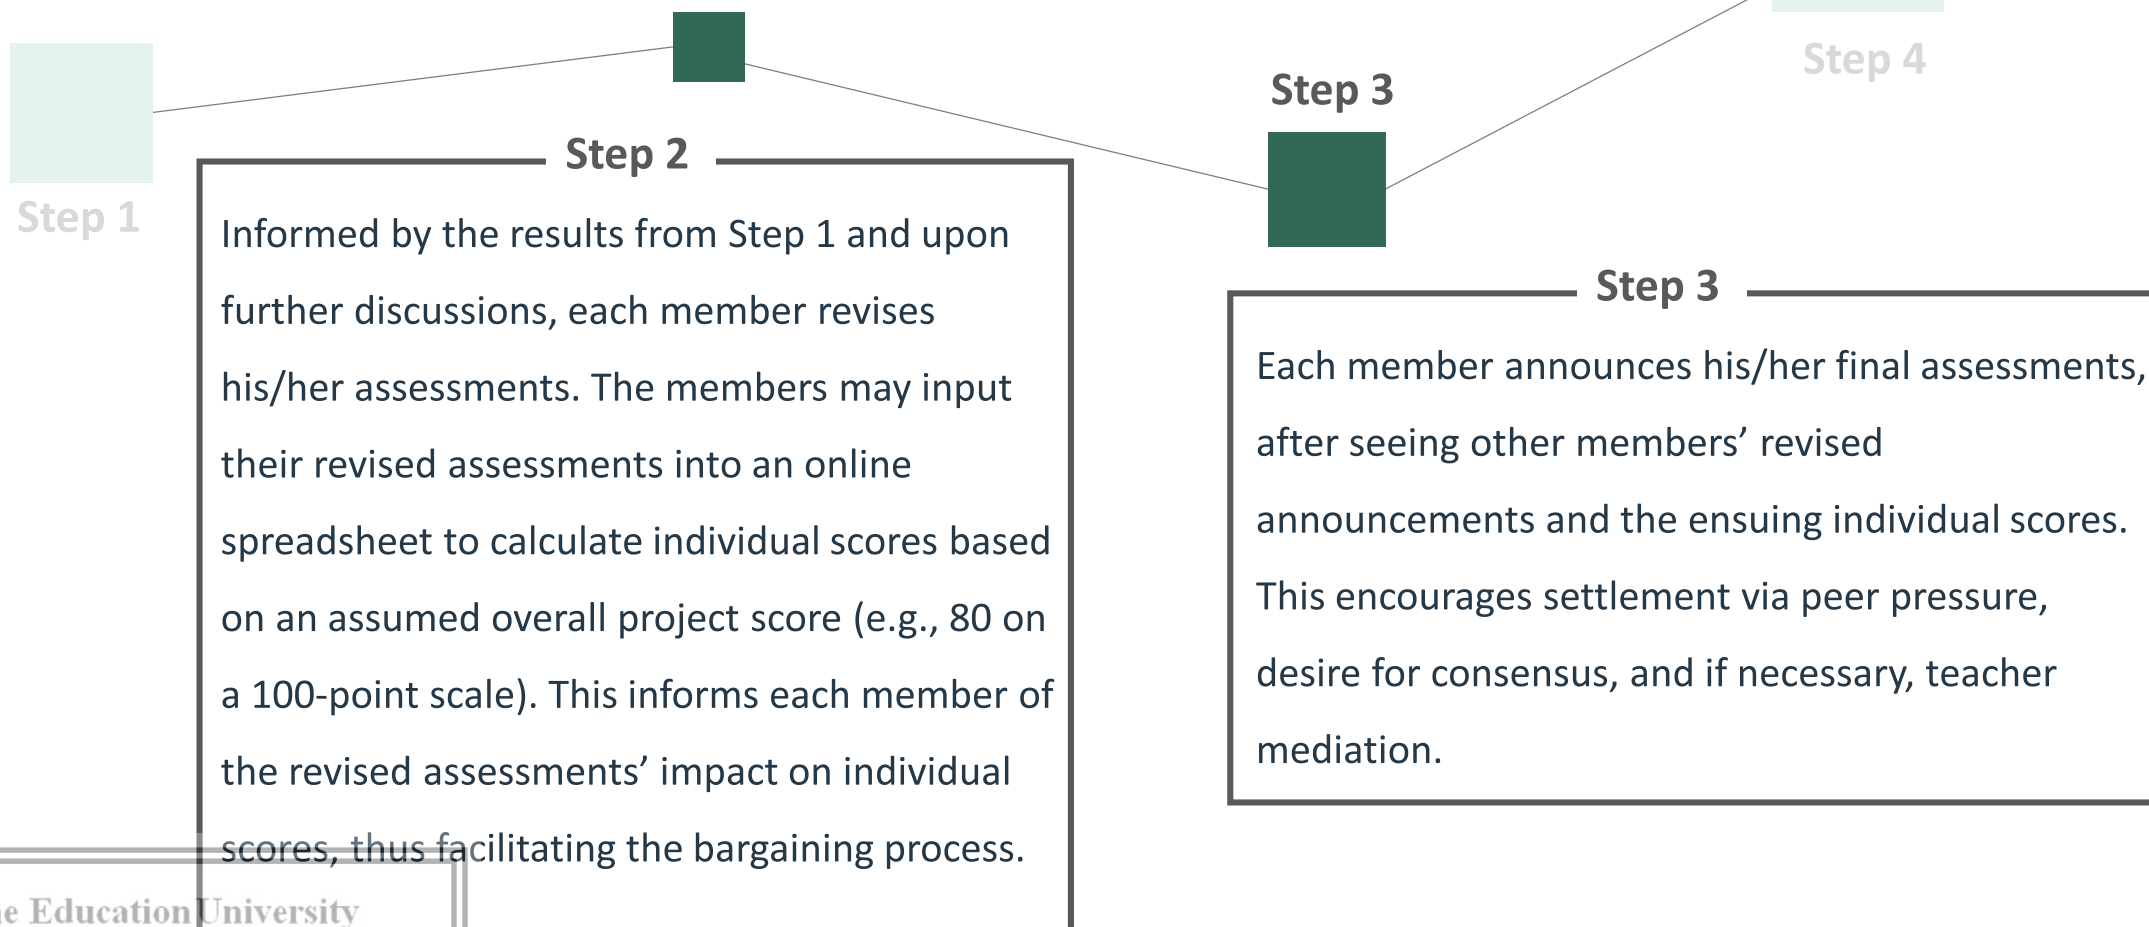 Step 1
Step 2
Informed by the results from Step 1 and upon
further discussions, each member revises
his/her assessments. The members may input
their revised assessments into an online
spreadsheet to calculate individual scores based
on an assumed overall project score (e.g., 80 on
a 100-point scale). This informs each member of
the revised assessments’ impact on individual
scores, thus facilitating the bargaining process.
Step 3
Step 3
Each member announces his/her final assessments,
after seeing other members’ revised
announcements and the ensuing individual scores.
This encourages settlement via peer pressure,
desire for consensus, and if necessary, teacher
mediation.
Step 4
Education University